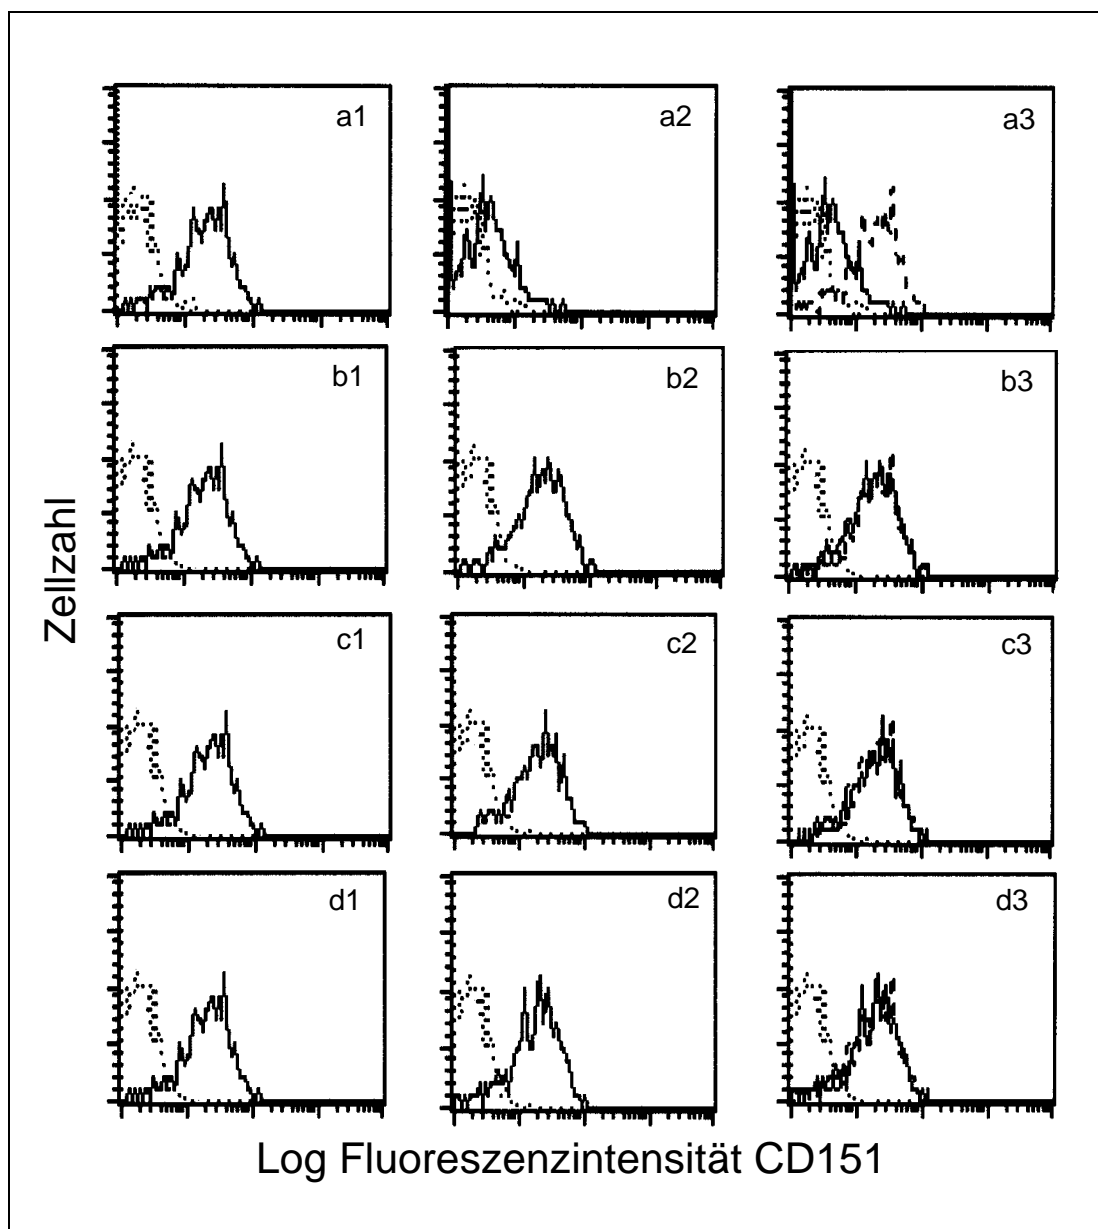 a1
a2
a3
b1
b2
b3
Zellzahl
c1
c2
c3
d1
d2
d3
Log Fluoreszenzintensität CD151